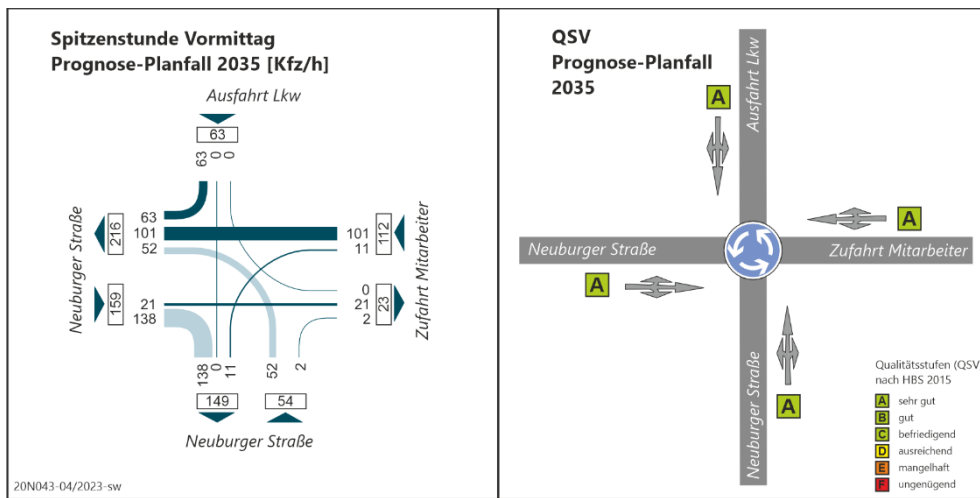 Spitzenstunde Vormittag
Prognose-Planfall 2035 [Kfz/h]
Ausfahrt Lkw
63
63
0
0
Neuburger Straße
216
63
101
52
101
11
112
Zufahrt Mitarbeiter
Neuburger Straße
159
21
138
0
21
2
23
138
0
11
52
2
149
54
Neuburger Straße
20N043-04/2023-sw
QSV
Prognose-Planfall
2035
Ausfahrt Lkw
A
A
Neuburger Straße
Zufahrt Mitarbeiter
A
Neuburger Straße
A
Qualitätsstufen (QSV
nach HBS 2015
A sehr gut
B gut
C befriedigend
D ausreichend
E mangelhaft
F ungenügend